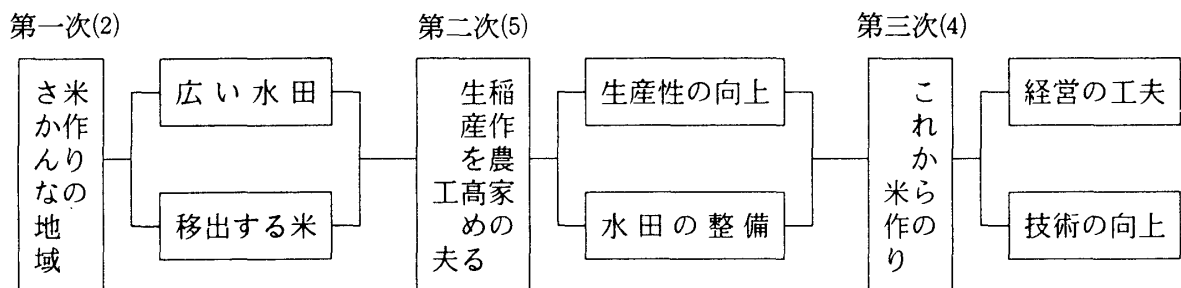 第一次(2)
米作りの
さかんな地域
広い水田
移出する米
第二次(5)
稲作農家の
生産を高める
工夫
生産性の向上
水田の整備
第三次(4)
これからの
米作り
経営の工夫
技術の向上